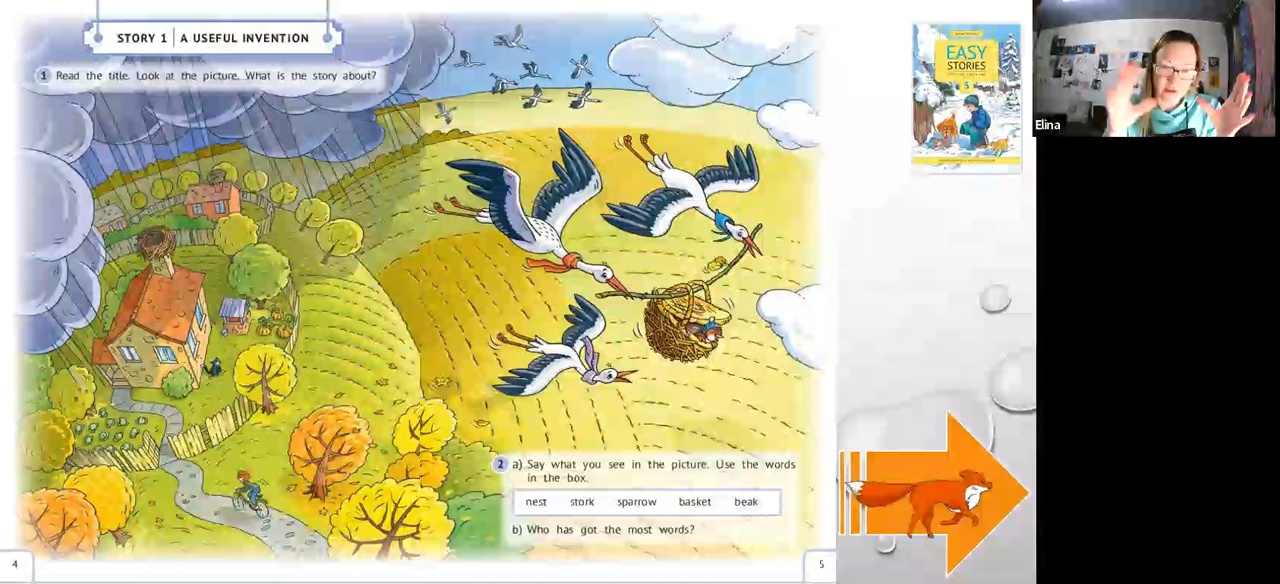 STORY 1 | A USEFUL INVENTION
1 Read the title. Look at the picture. What is the story about?
2 a) Say what you see in the picture. Use the words
in the box.
nest stork sparrow basket beak
b) Who has got the most words?
4
5
EASY
STORIES
5
Elina